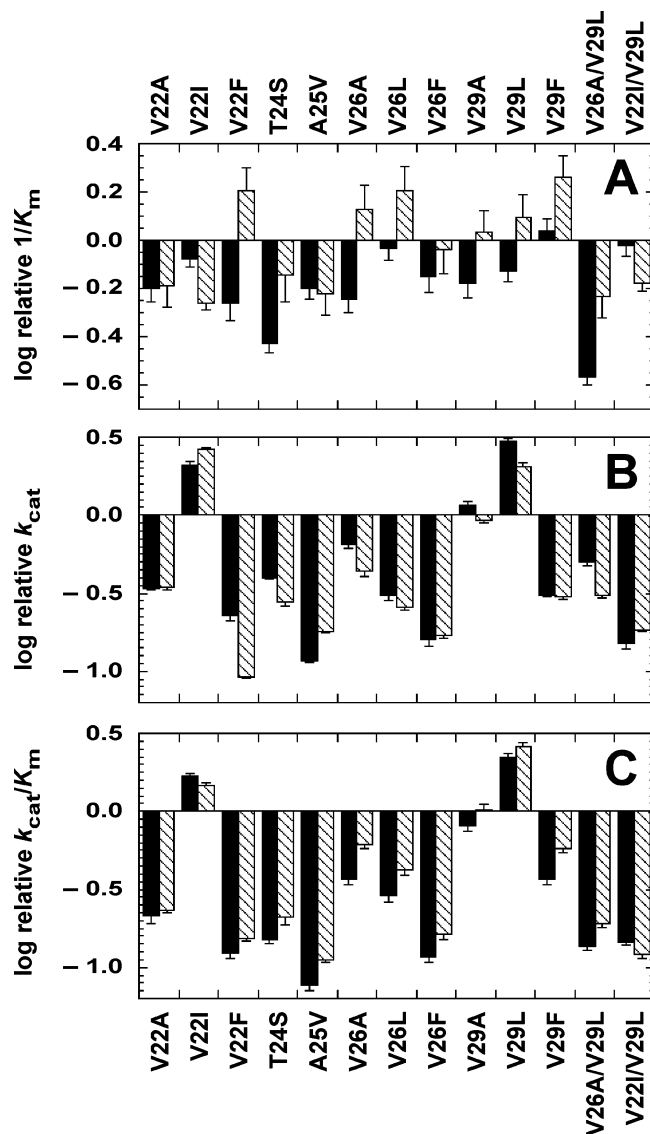 V22A V22I V22F T24S A25V V26A V26L V26F V29A V29L V29F V26A/V29L V22I/V29L
A
log relative 1/Km
0.4
0.2
0.0
– 0.2
– 0.4
– 0.6
B
log relative kcat
0.5
0.0
– 0.5
– 1.0
C
log relative kcat/Km
0.5
0.0
– 0.5
– 1.0
V22A V22I V22F T24S A25V V26A V26L V26F V29A V29L V29F V26A/V29L V22I/V29L